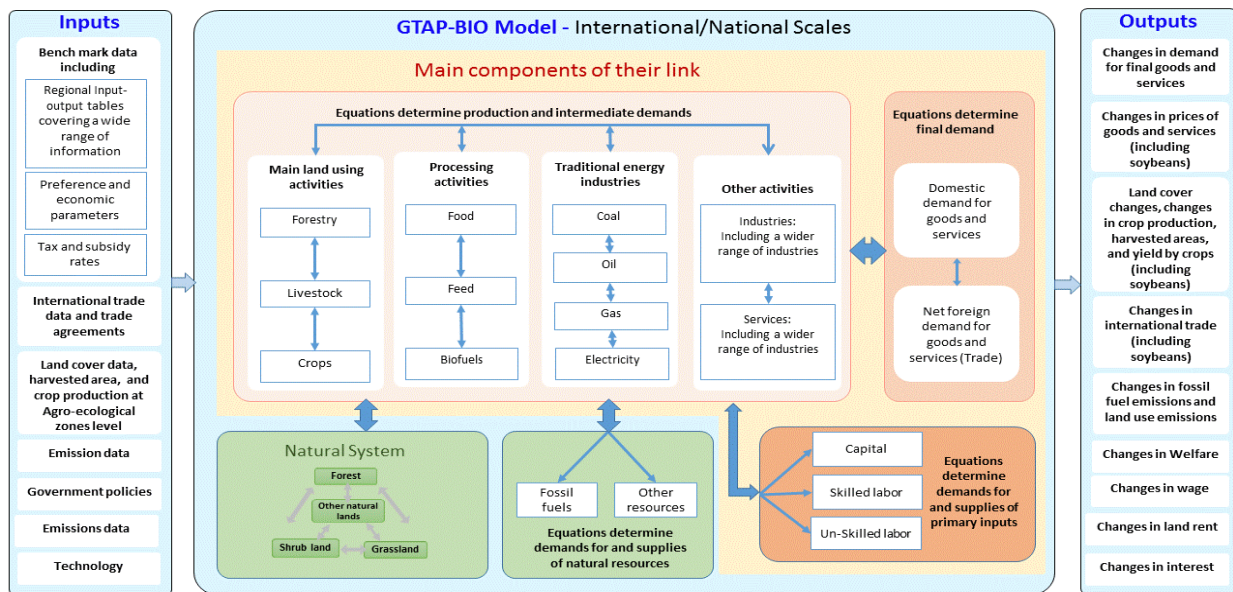 Inputs
Bench mark data
including
Regional Input-
output tables
covering a wide
range of
information
Preference and
economic
parameters
Tax and subsidy
rates
International trade
data and trade
agreements
Land cover data,
harvested area, and
crop production at
Agro-ecological
zones level
Emission data
Government policies
Emissions data
Technology
GTAP-BIO Model - International/National Scales
Main components of their link
Equations determine production and intermediate demands
Main land using
activities
Forestry
Livestock
Crops
Processing
activities
Food
Feed
Biofuels
Traditional energy
industries
Coal
Oil
Gas
Electricity
Other activities
Industries:
Including a wider
range of industries
Services:
Including a wider
range of industries
Equations determine
final demand
Domestic
demand for
goods and
services
Net foreign
demand for
goods and
services (Trade)
Natural System
Forest
Other natural
lands
Shrub land
Grassland
Fossil
fuels
Other
resources
Equations determine
demands for and supplies
of natural resources
Capital
Skilled labor
Un-Skilled labor
Equations
determine
demands for
and supplies
of primary
inputs
Outputs
Changes in demand
for final goods and
services
Changes in prices of
goods and services
(including
soybeans)
Land cover
changes, changes
in crop production,
harvested areas,
and yield by crops
(including
soybeans)
Changes in
international trade
(including
soybeans)
Changes in fossil
fuel emissions and
land use emissions
Changes in Welfare
Changes in wage
Changes in land rent
Changes in interest